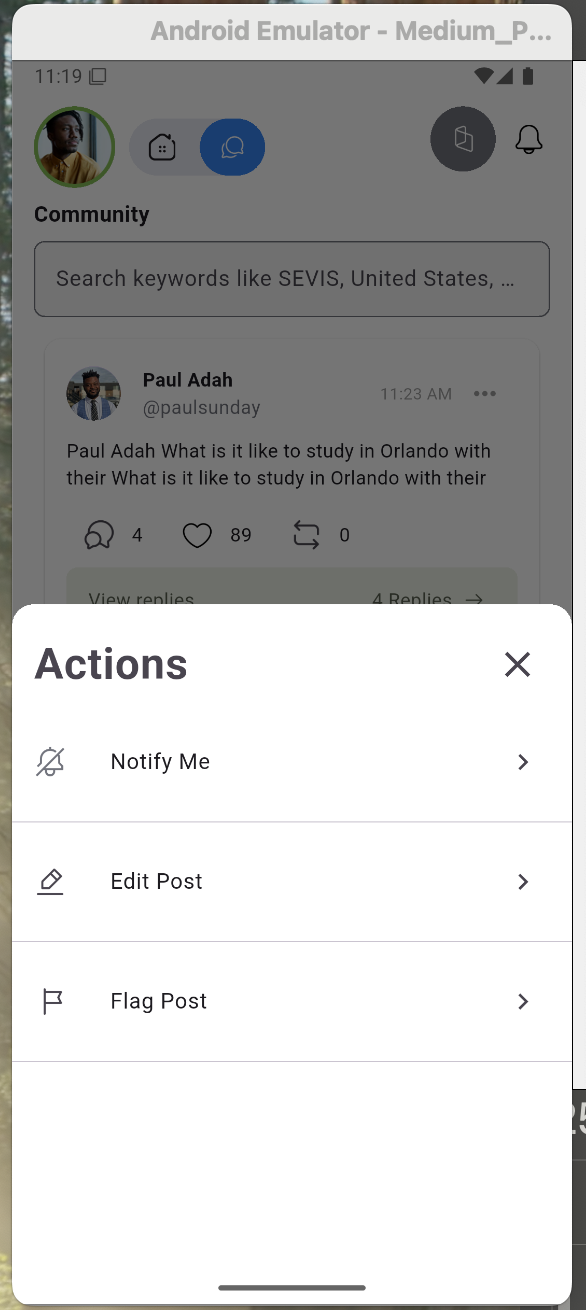 Android Emulator - Medium_P...
11:19
Community
Search keywords like SEVIS, United States, ...
Paul Adah
@paulsunday
11:23 AM
Paul Adah What is it like to study in Orlando with
their What is it like to study in Orlando with their
4 89 0
View replies 4 Replies
Actions
Notify Me
Edit Post
Flag Post